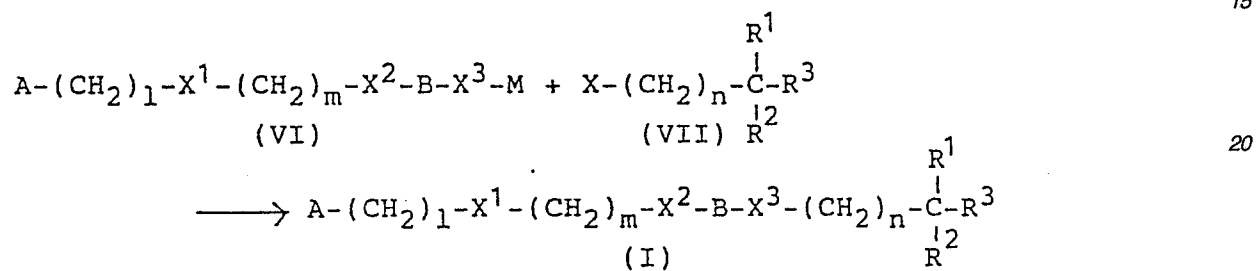 15
R¹
A-(CH₂)ₗ-X¹-(CH₂)ₘ-X²-B-X³-M + X-(CH₂)ₙ-C-R³
(VI) (VII) R²
20
R¹
⟶ A-(CH₂)ₗ-X¹-(CH₂)ₘ-X²-B-X³-(CH₂)ₙ-C-R³
(I) R²